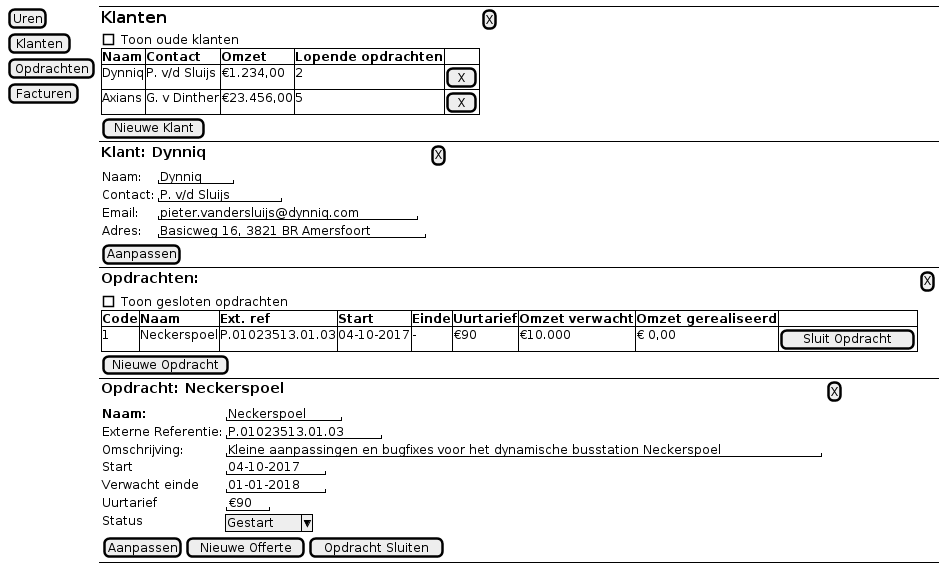 Uren
Klanten
Opdrachten
Facturen
Klanten X
Toon oude klanten
Naam Contact Omzet Lopende opdrachten
Dynniq P. v/d Sluijs €1.234,00 2 X
Axians G. v Dinther €23.456,00 5 X
Nieuwe Klant
Klant: Dynniq X
Naam: Dynniq
Contact: P. v/d Sluijs
Email: pieter.vandersluijs@dynniq.com
Adres: Basicweg 16, 3821 BR Amersfoort
Aanpassen
Opdrachten: X
Toon gesloten opdrachten
Code Naam Ext. ref Start Einde Uurtarief Omzet verwacht Omzet gerealiseerd
1 Neckerspoel P.01023513.01.03 04-10-2017 - €90 €10.000 € 0,00 Sluit Opdracht
Nieuwe Opdracht
Opdracht: Neckerspoel X
Naam: Neckerspoel
Externe Referentie: P.01023513.01.03
Omschrijving: Kleine aanpassingen en bugfixes voor het dynamische busstation Neckerspoel
Start 04-10-2017
Verwacht einde 01-01-2018
Uurtarief €90
Status Gestart ▼
Aanpassen Nieuwe Offerte Opdracht Sluiten